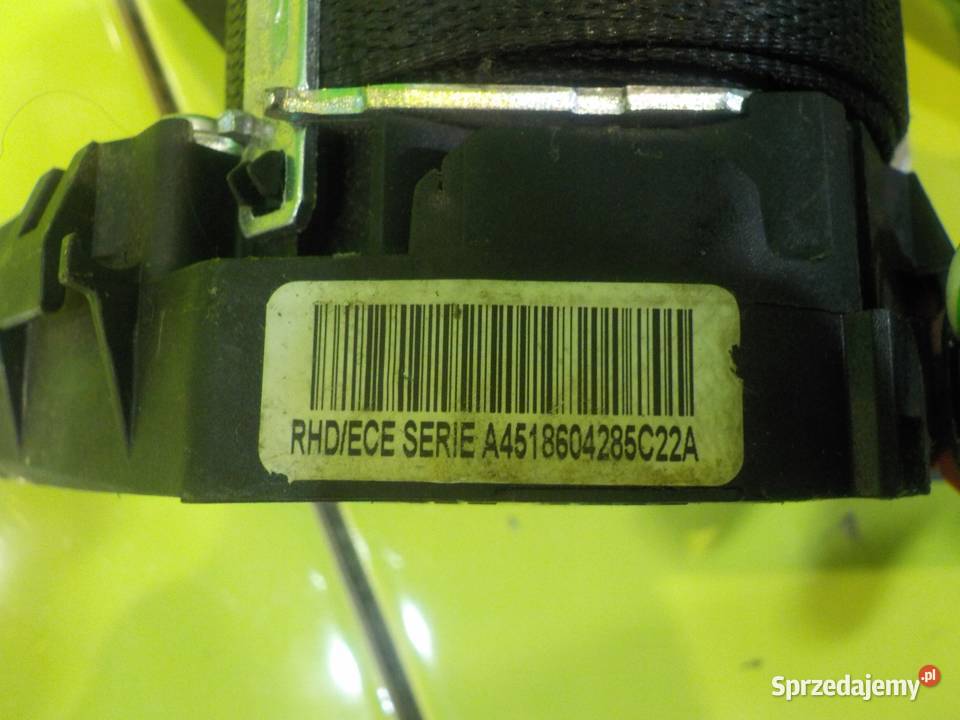 RHD/ECE SERIE A4518604285C22A
Sprzedajemy.pl